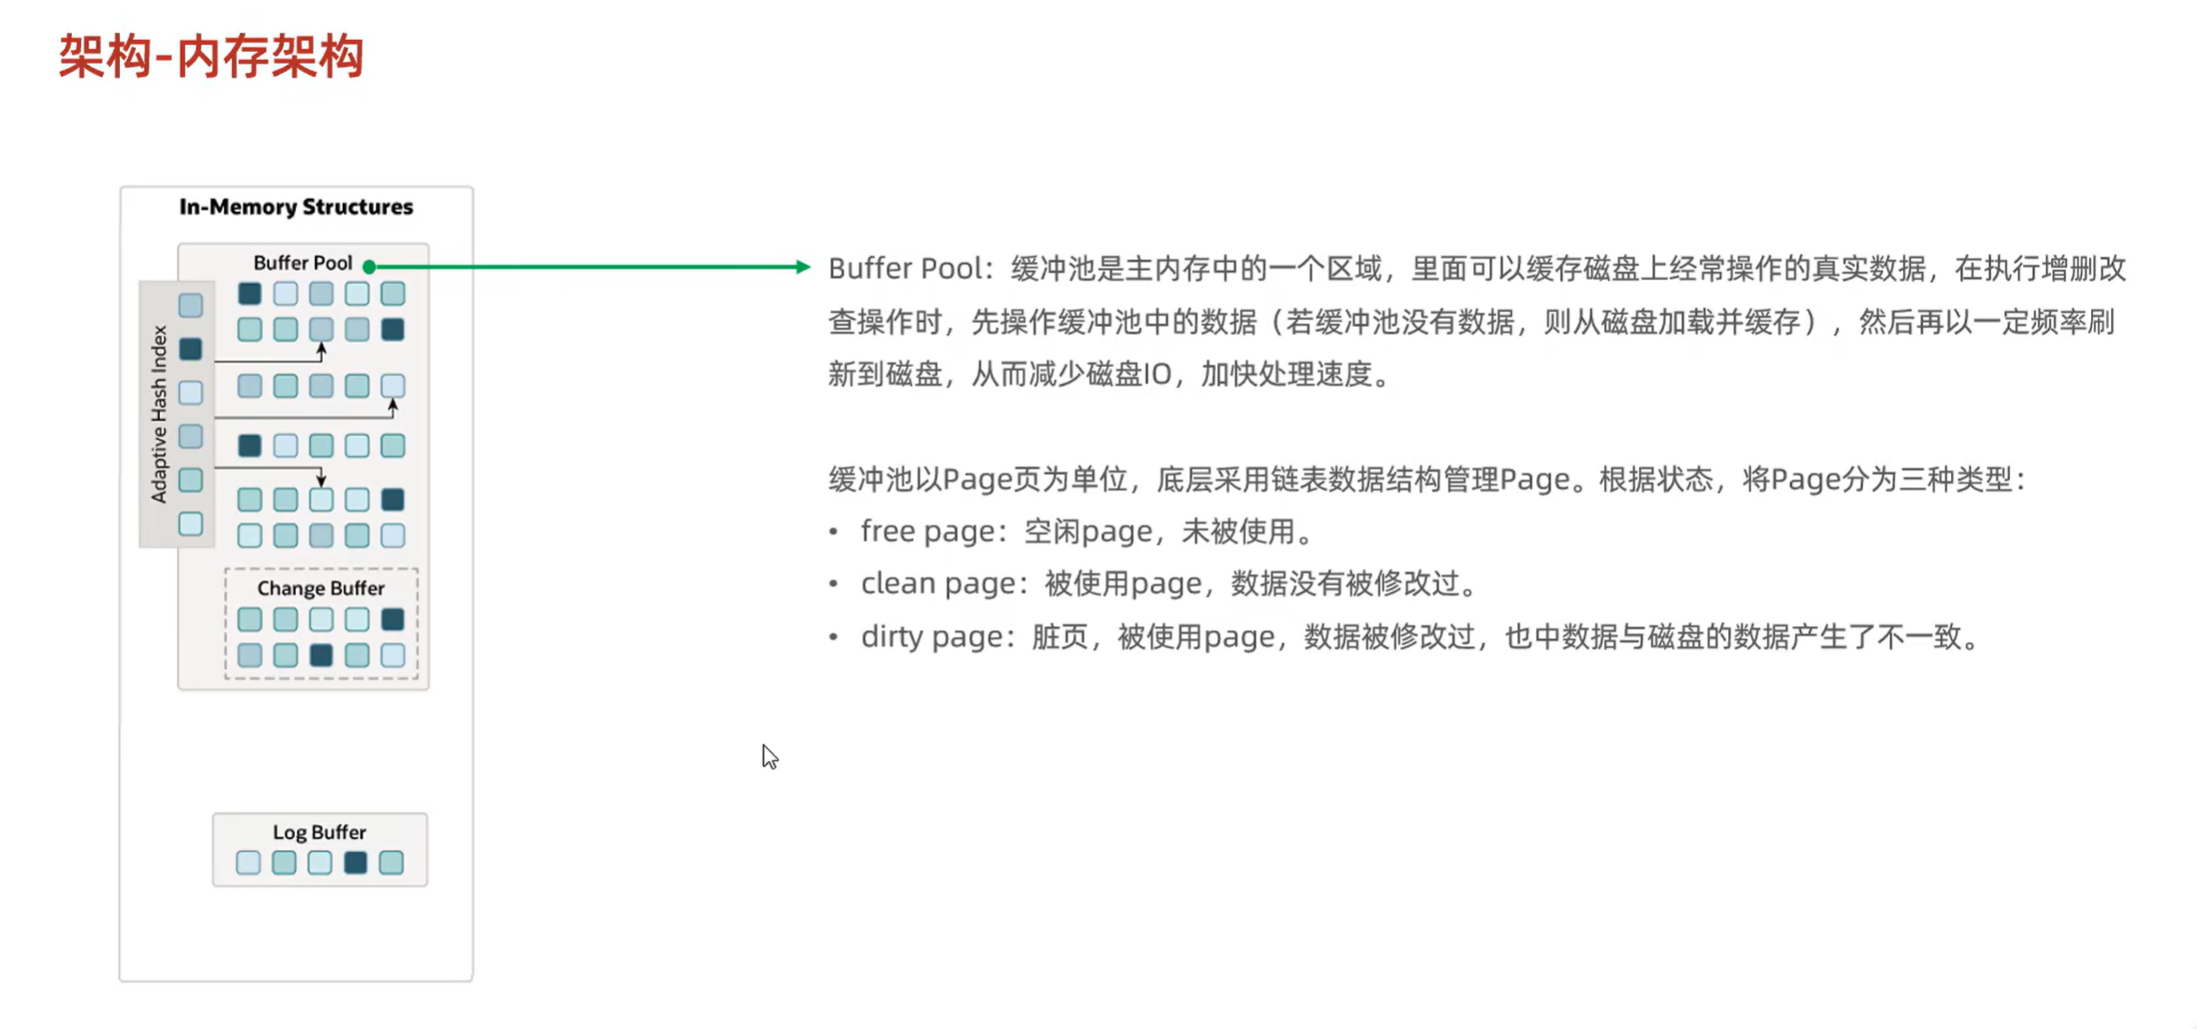 架构-内存架构
In-Memory Structures
Buffer Pool
Adaptive Hash Index
Change Buffer
Log Buffer
Buffer Pool：缓冲池是主内存中的一个区域，里面可以缓存磁盘上经常操作的真实数据，在执行增删改
查操作时，先操作缓冲池中的数据（若缓冲池没有数据，则从磁盘加载并缓存），然后再以一定频率刷
新到磁盘，从而减少磁盘IO，加快处理速度。
缓冲池以Page页为单位，底层采用链表数据结构管理Page。根据状态，将Page分为三种类型：
• free page：空闲page，未被使用。
• clean page：被使用page，数据没有被修改过。
• dirty page：脏页，被使用page，数据被修改过，也中数据与磁盘的数据产生了不一致。